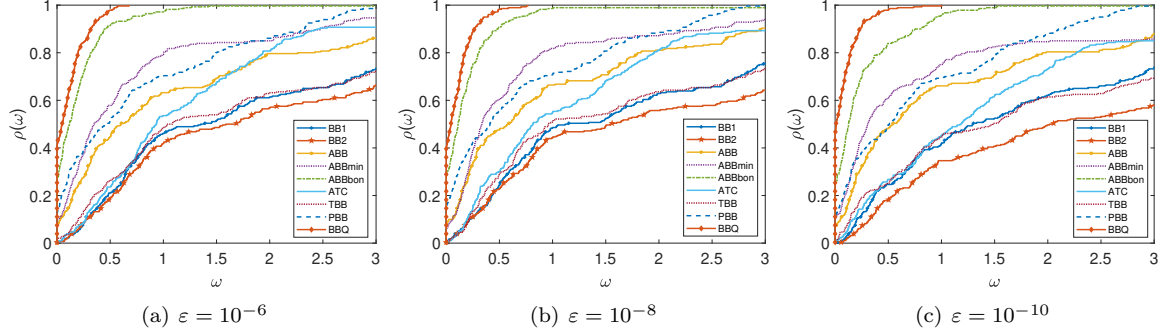 1
0.8
0.6
0.4
0.2
0
ρ(ω)
0 0.5 1 1.5 2 2.5 3
ω
BB1
BB2
ABB
ABBmin
ABBbon
ATC
TBB
PBB
BBQ
(a) ε = 10⁻⁶
1
0.8
0.6
0.4
0.2
0
ρ(ω)
0 0.5 1 1.5 2 2.5 3
ω
BB1
BB2
ABB
ABBmin
ABBbon
ATC
TBB
PBB
BBQ
(b) ε = 10⁻⁸
1
0.8
0.6
0.4
0.2
0
ρ(ω)
0 0.5 1 1.5 2 2.5 3
ω
BB1
BB2
ABB
ABBmin
ABBbon
ATC
TBB
PBB
BBQ
(c) ε = 10⁻¹⁰